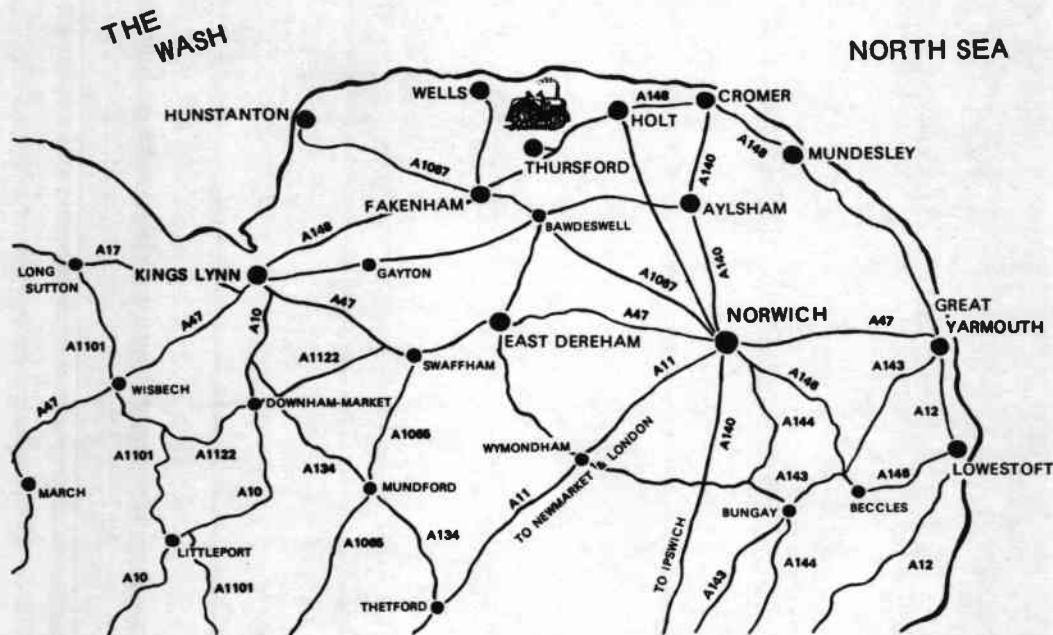 THE
WASH
NORTH SEA
WELLS
HUNSTANTON
A148
CROMER
HOLT
A148
MUNDESLEY
THURSFORD
A1067
A140
FAKENHAM
AYLSHAM
BAWDESWELL
A148
A17
LONG
SUTTON
KINGS LYNN
GAYTON
A140
A1067
A47
A47
A10
A47
NORWICH
GREAT
YARMOUTH
A47
EAST DEREHAM
A1101
A1122
SWAFFHAM
A11
A143
WISBECH
DOWNHAM-MARKET
A47
A146
A12
A1065
A144
A140
WYMONDHAM
A1101
A1122
A134
TO NEWMARKET & LONDON
LOWESTOFT
A146
A143
MARCH
A10
MUNDFORD
A11
BECCLES
BUNGAY
LITTLEPORT
A1065
A134
TO IPSWICH
A143
A144
A12
A10
A1101
THETFORD